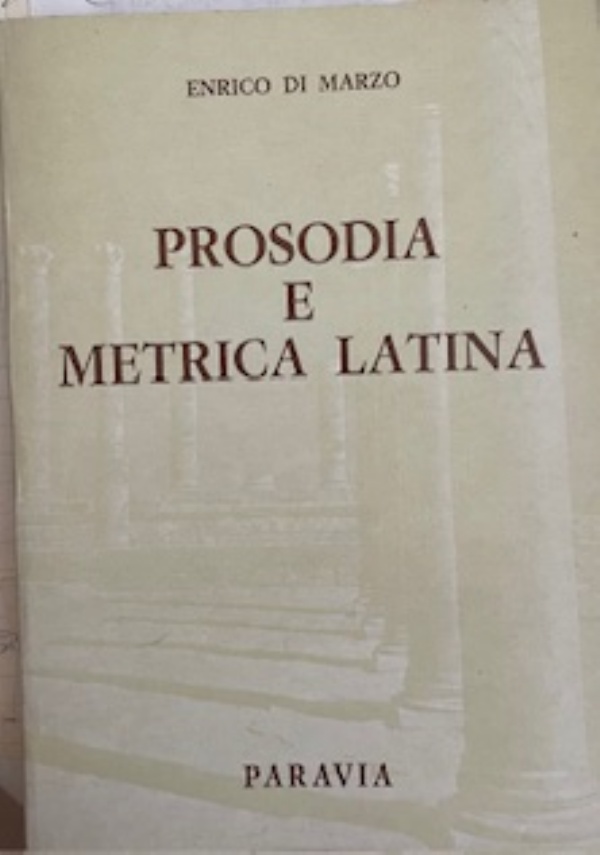 ENRICO DI MARZO
PROSODIA
E
METRICA LATINA
PARAVIA